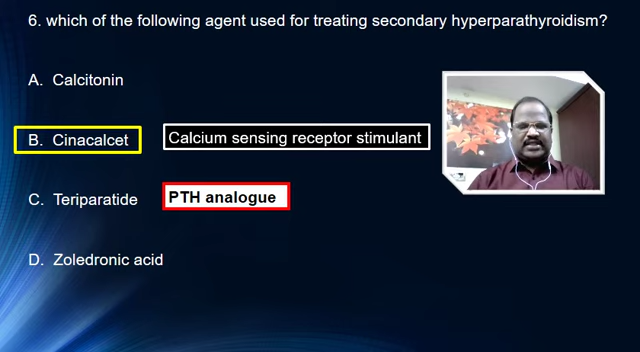 6. which of the following agent used for treating secondary hyperparathyroidism?
A. Calcitonin
B. Cinacalcet
Calcium sensing receptor stimulant
C. Teriparatide
PTH analogue
D. Zoledronic acid